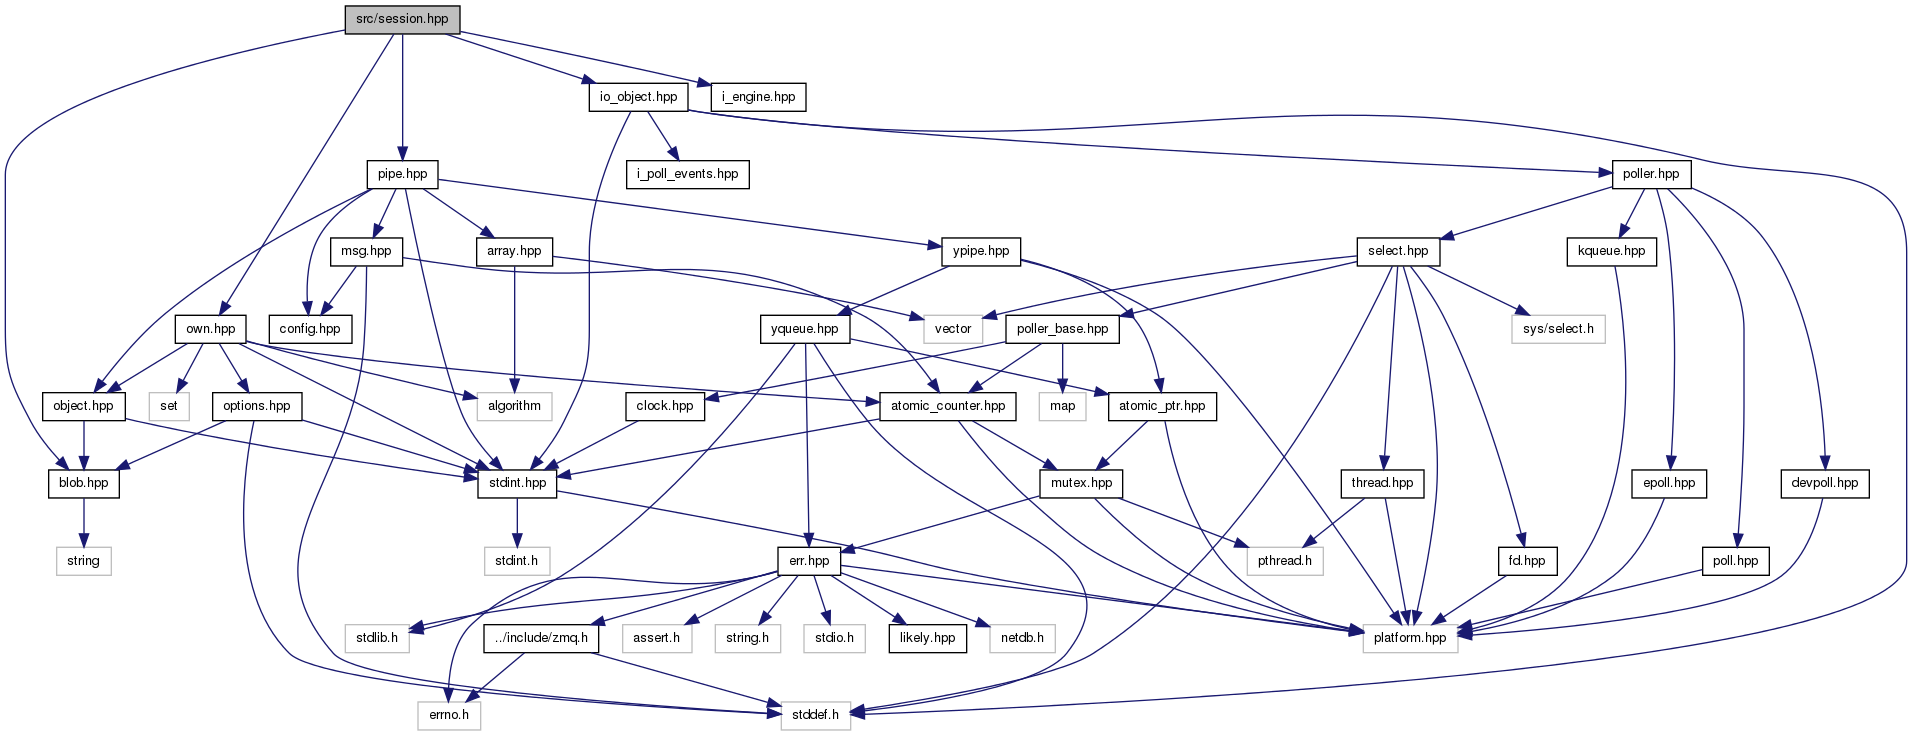 src/session.hpp
io_object.hpp
i_engine.hpp
pipe.hpp
i_poll_events.hpp
poller.hpp
msg.hpp
array.hpp
ypipe.hpp
select.hpp
kqueue.hpp
own.hpp
config.hpp
yqueue.hpp
vector
poller_base.hpp
sys/select.h
object.hpp
set
options.hpp
algorithm
clock.hpp
atomic_counter.hpp
map
atomic_ptr.hpp
blob.hpp
stdint.hpp
mutex.hpp
thread.hpp
epoll.hpp
devpoll.hpp
string
stdint.h
err.hpp
pthread.h
fd.hpp
poll.hpp
stdlib.h
../include/zmq.h
assert.h
string.h
stdio.h
likely.hpp
netdb.h
platform.hpp
errno.h
stddef.h